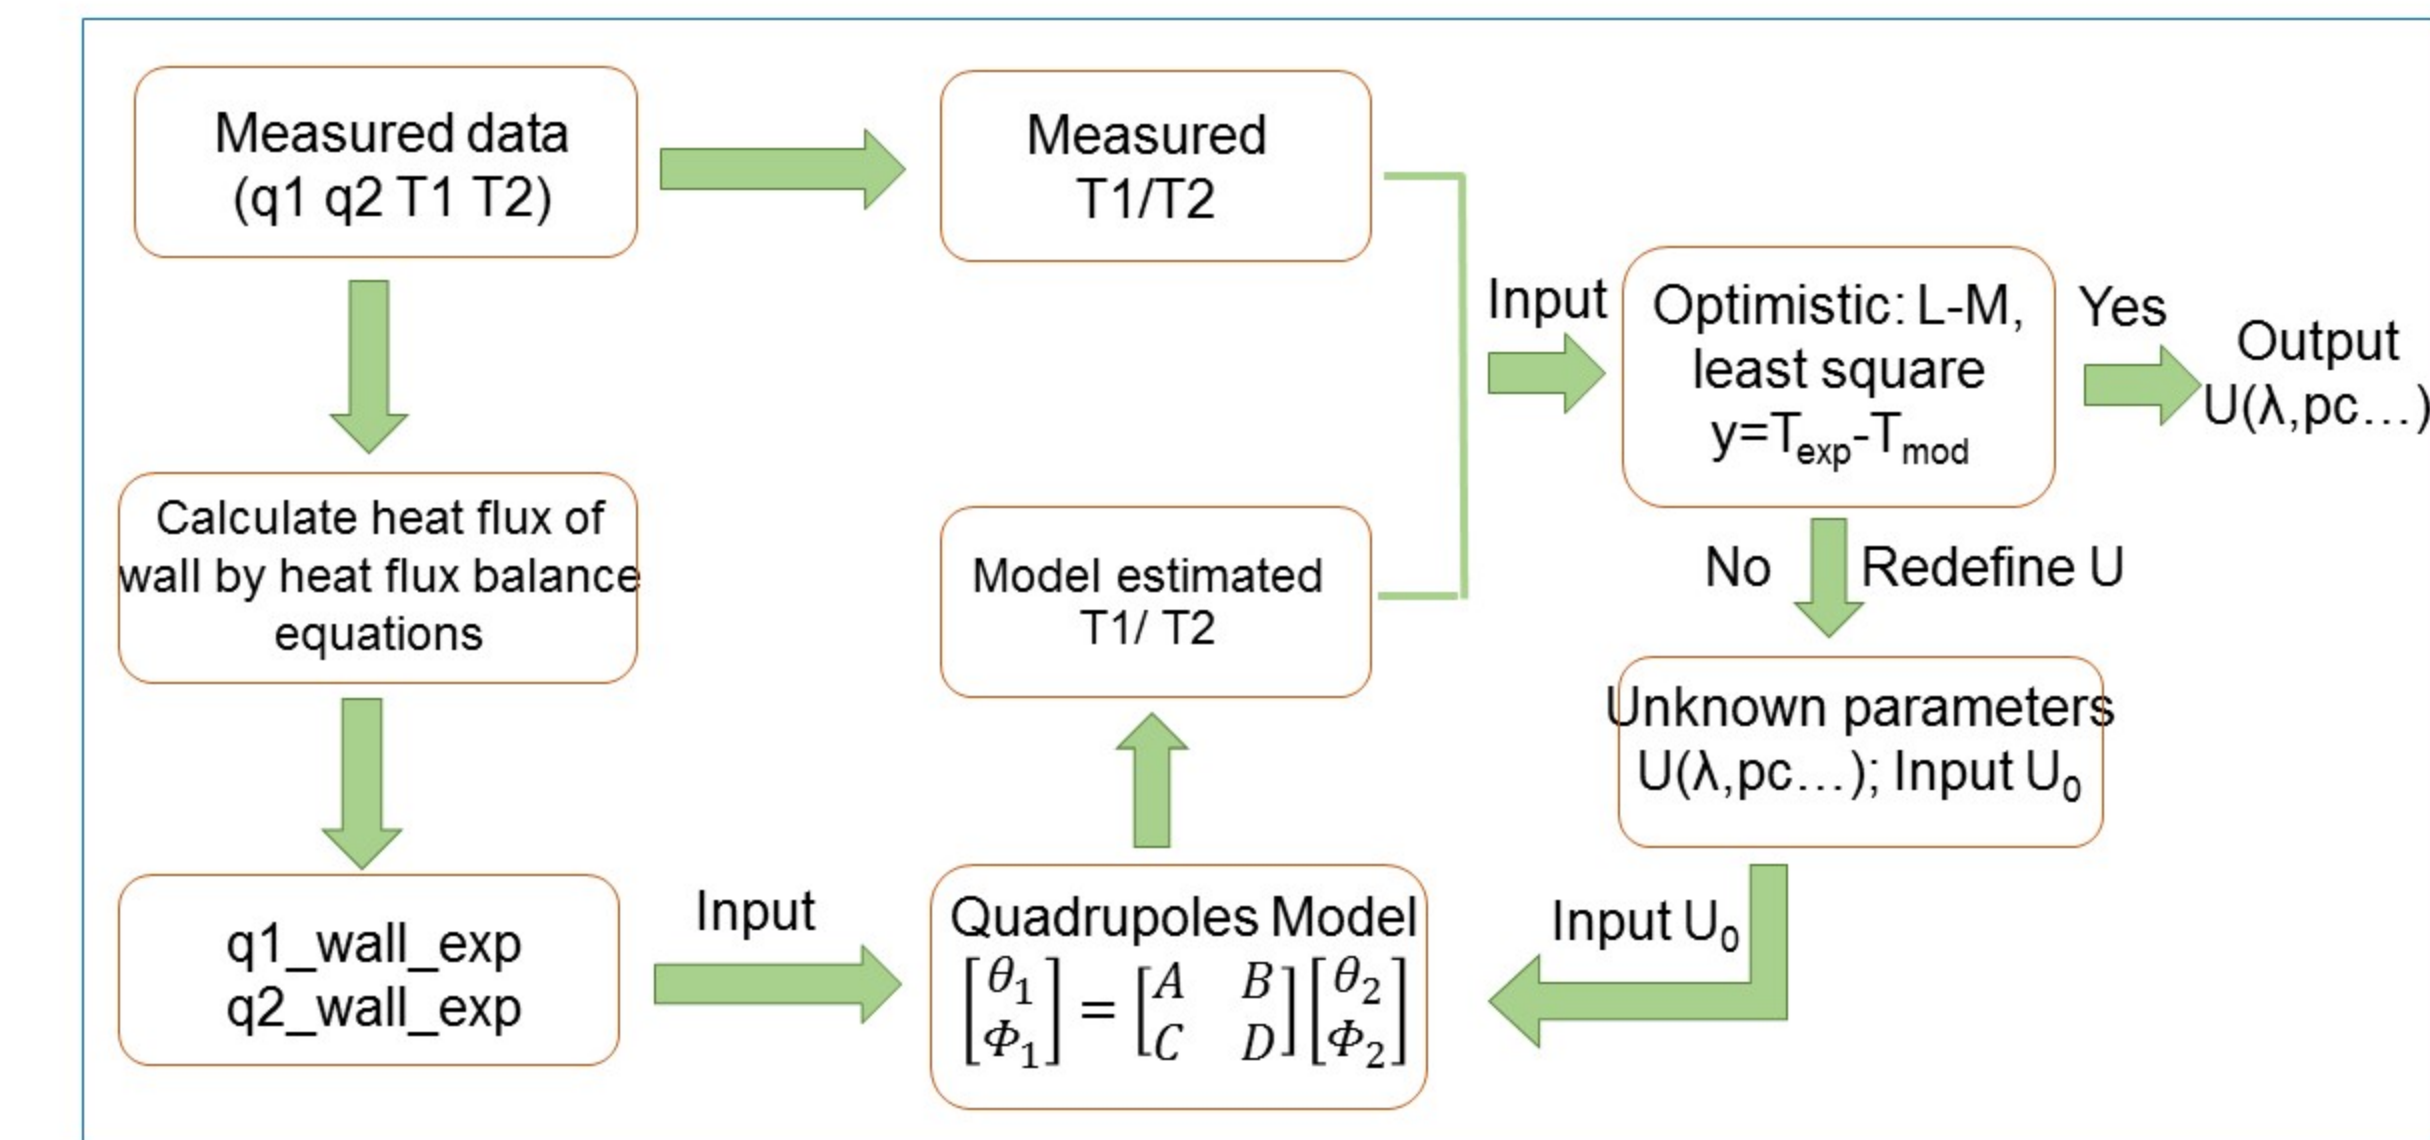 Measured data
(q1 q2 T1 T2)
Measured
T1/T2
Input
Optimistic: L-M,
least square
y=T_exp-T_mod
Yes
Output
U(λ,pc...)
Calculate heat flux of
wall by heat flux balance
equations
Model estimated
T1/ T2
No
Redefine U
Unknown parameters
U(λ,pc...); Input U₀
q1_wall_exp
q2_wall_exp
Input
Quadrupoles Model
[θ₁ Φ₁] = [A B C D] [θ₂ Φ₂]
Input U₀